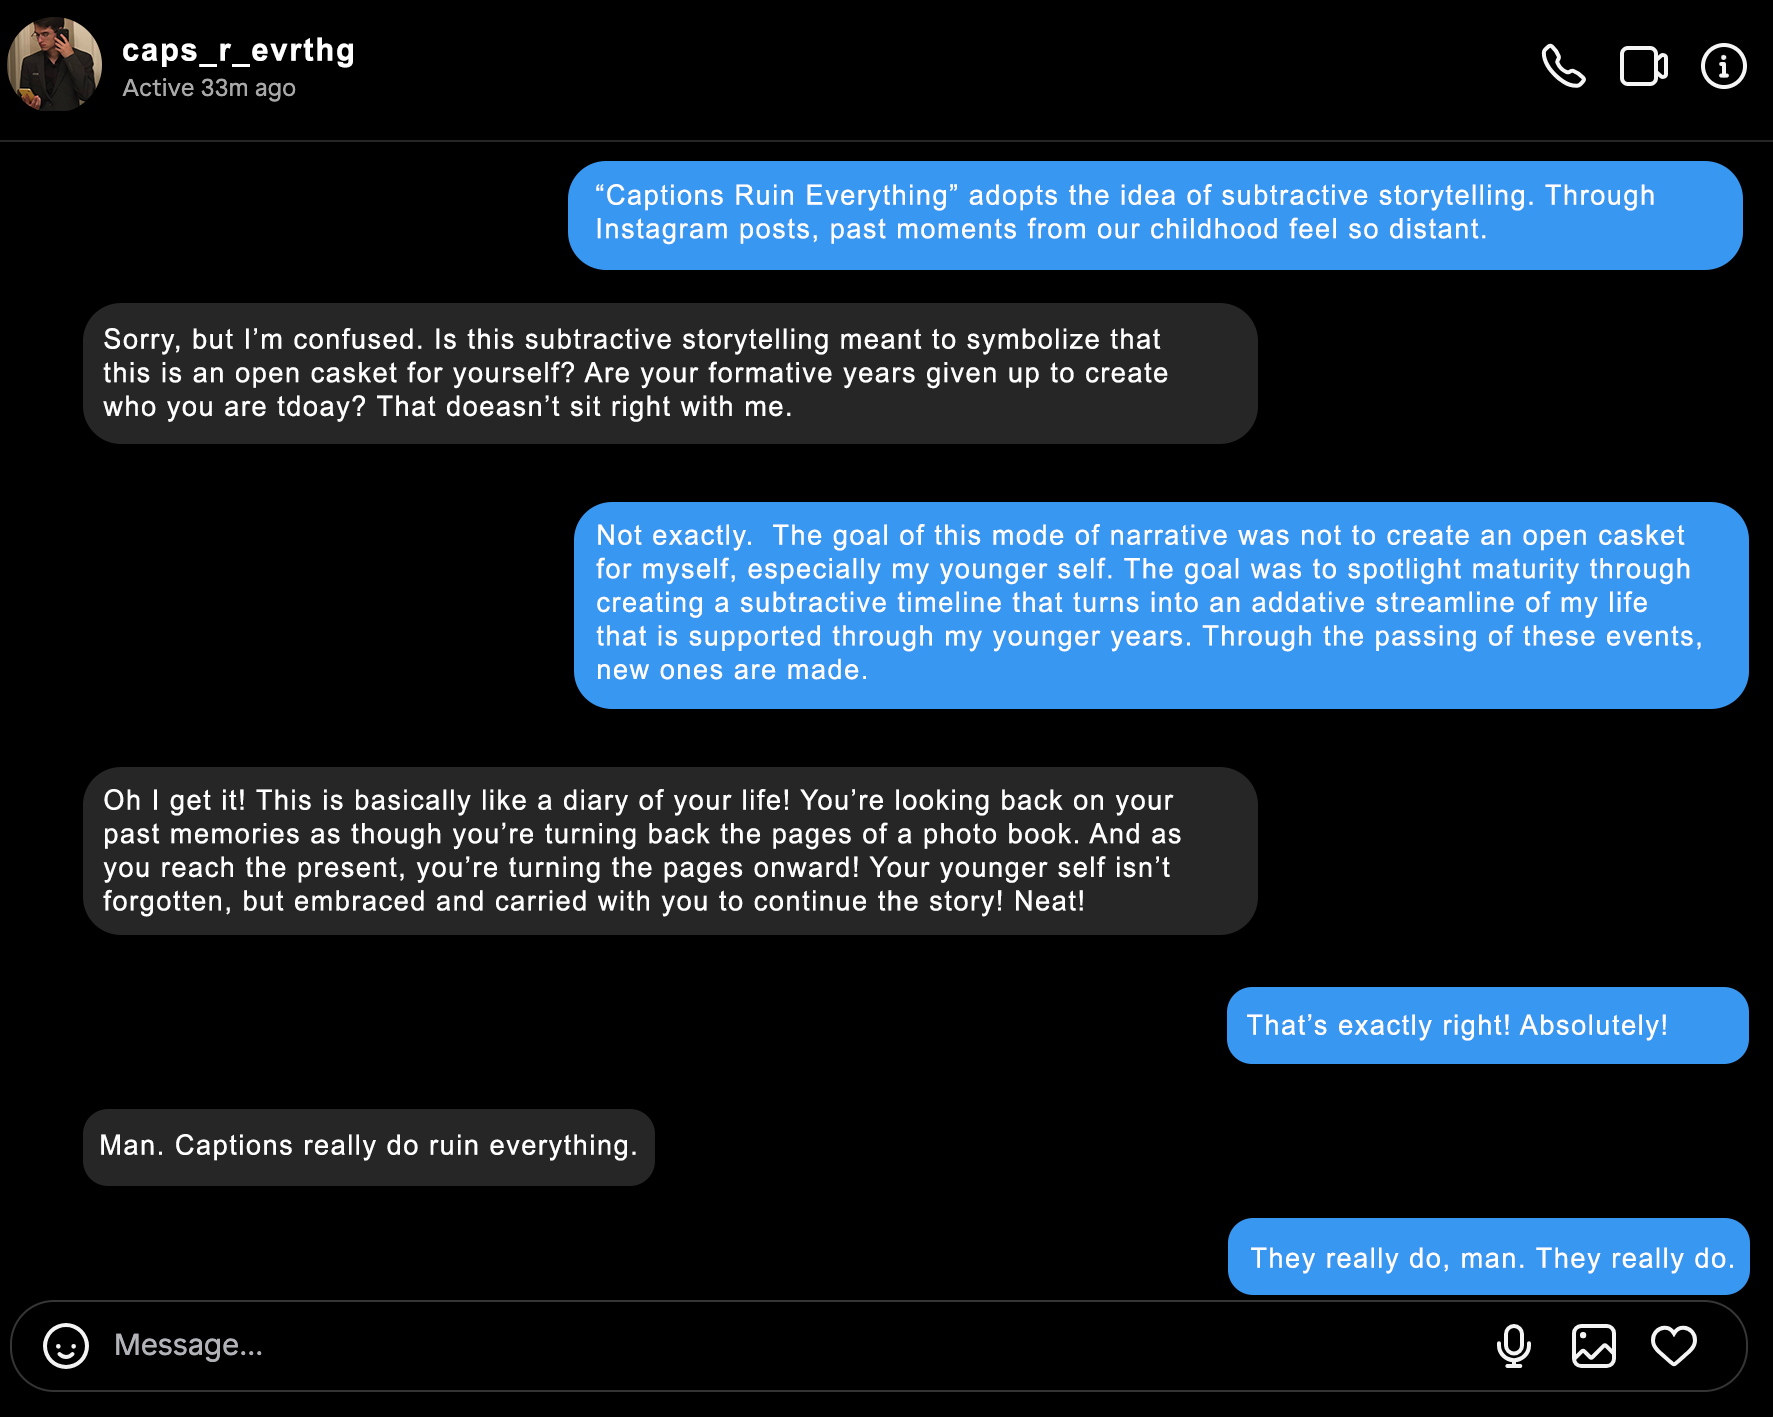 caps_r_evrthg
Active 33m ago
“Captions Ruin Everything” adopts the idea of subtractive storytelling. Through
Instagram posts, past moments from our childhood feel so distant.
Sorry, but I’m confused. Is this subtractive storytelling meant to symbolize that
this is an open casket for yourself? Are your formative years given up to create
who you are tdoay? That doeasn’t sit right with me.
Not exactly.  The goal of this mode of narrative was not to create an open casket
for myself, especially my younger self. The goal was to spotlight maturity through
creating a subtractive timeline that turns into an addative streamline of my life
that is supported through my younger years. Through the passing of these events,
new ones are made.
Oh I get it! This is basically like a diary of your life! You’re looking back on your
past memories as though you’re turning back the pages of a photo book. And as
you reach the present, you’re turning the pages onward! Your younger self isn’t
forgotten, but embraced and carried with you to continue the story! Neat!
That’s exactly right! Absolutely!
Man. Captions really do ruin everything.
They really do, man. They really do.
Message...